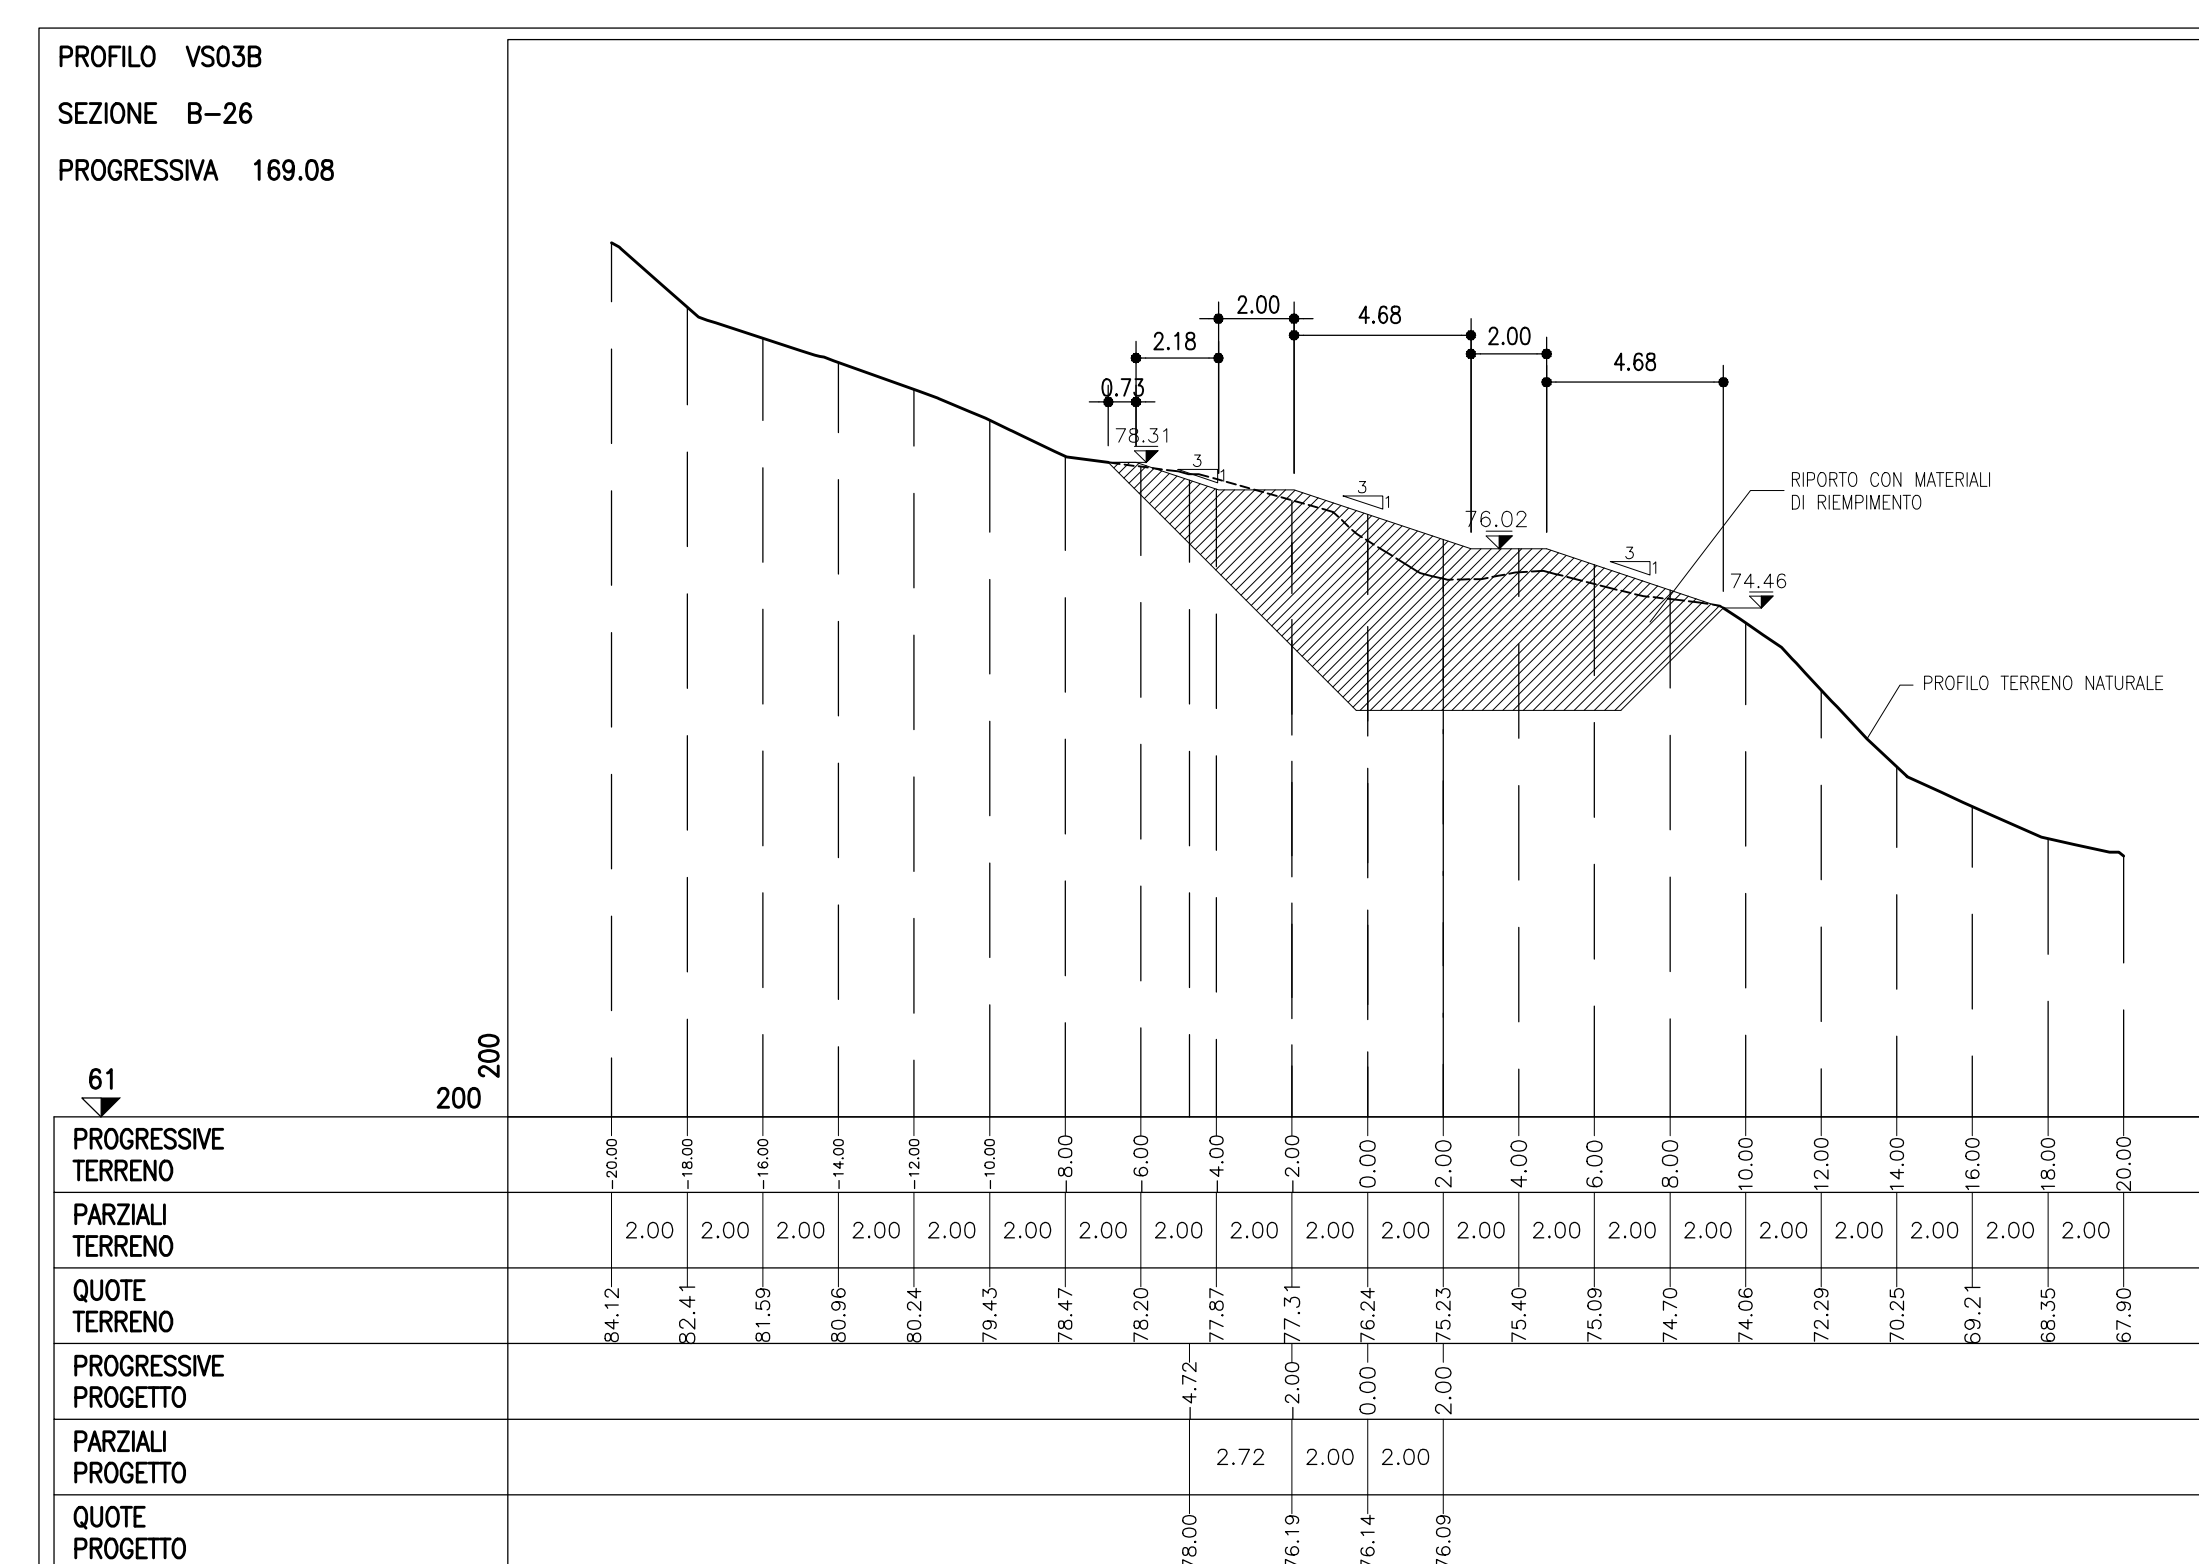 PROFILO VS03B
SEZIONE B-26
PROGRESSIVA 169.08
2.00
4.68
2.00
2.18
4.68
0.73
78.31
3
1
3
1
76.02
3
1
74.46
RIPORTO CON MATERIALI
DI RIEMPIMENTO
PROFILO TERRENO NATURALE
61
200
200
PROGRESSIVE
TERRENO
-20.00 -18.00 -16.00 -14.00 -12.00 -10.00 -8.00 -6.00 -4.00 -2.00 0.00 2.00 4.00 6.00 8.00 10.00 12.00 14.00 16.00 18.00 20.00
PARZIALI
TERRENO
2.00 2.00 2.00 2.00 2.00 2.00 2.00 2.00 2.00 2.00 2.00 2.00 2.00 2.00 2.00 2.00 2.00 2.00 2.00 2.00
QUOTE
TERRENO
84.12 82.41 81.59 80.96 80.24 79.43 78.47 78.20 77.87 77.31 76.24 75.23 75.40 75.09 74.70 74.06 72.29 70.25 69.21 68.35 67.90
PROGRESSIVE
PROGETTO
-4.72 -2.00 0.00 2.00
PARZIALI
PROGETTO
2.72 2.00 2.00
QUOTE
PROGETTO
78.00 76.19 76.14 76.09